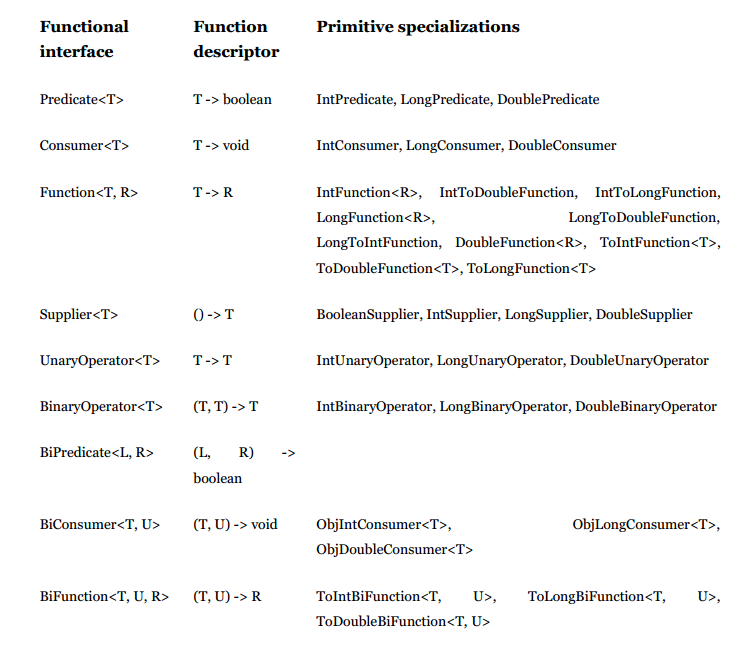 Functional interface Function descriptor Primitive specializations
Predicate<T> T -> boolean IntPredicate, LongPredicate, DoublePredicate
Consumer<T> T -> void IntConsumer, LongConsumer, DoubleConsumer
Function<T, R> T -> R IntFunction<R>, IntToDoubleFunction, IntToLongFunction,
LongFunction<R>, LongToDoubleFunction,
LongToIntFunction, DoubleFunction<R>, ToIntFunction<T>,
ToDoubleFunction<T>, ToLongFunction<T>
Supplier<T> () -> T BooleanSupplier, IntSupplier, LongSupplier, DoubleSupplier
UnaryOperator<T> T -> T IntUnaryOperator, LongUnaryOperator, DoubleUnaryOperator
BinaryOperator<T> (T, T) -> T IntBinaryOperator, LongBinaryOperator, DoubleBinaryOperator
BiPredicate<L, R> (L, R) ->
boolean
BiConsumer<T, U> (T, U) -> void ObjIntConsumer<T>, ObjLongConsumer<T>,
ObjDoubleConsumer<T>
BiFunction<T, U, R> (T, U) -> R ToIntBiFunction<T, U>, ToLongBiFunction<T, U>,
ToDoubleBiFunction<T, U>